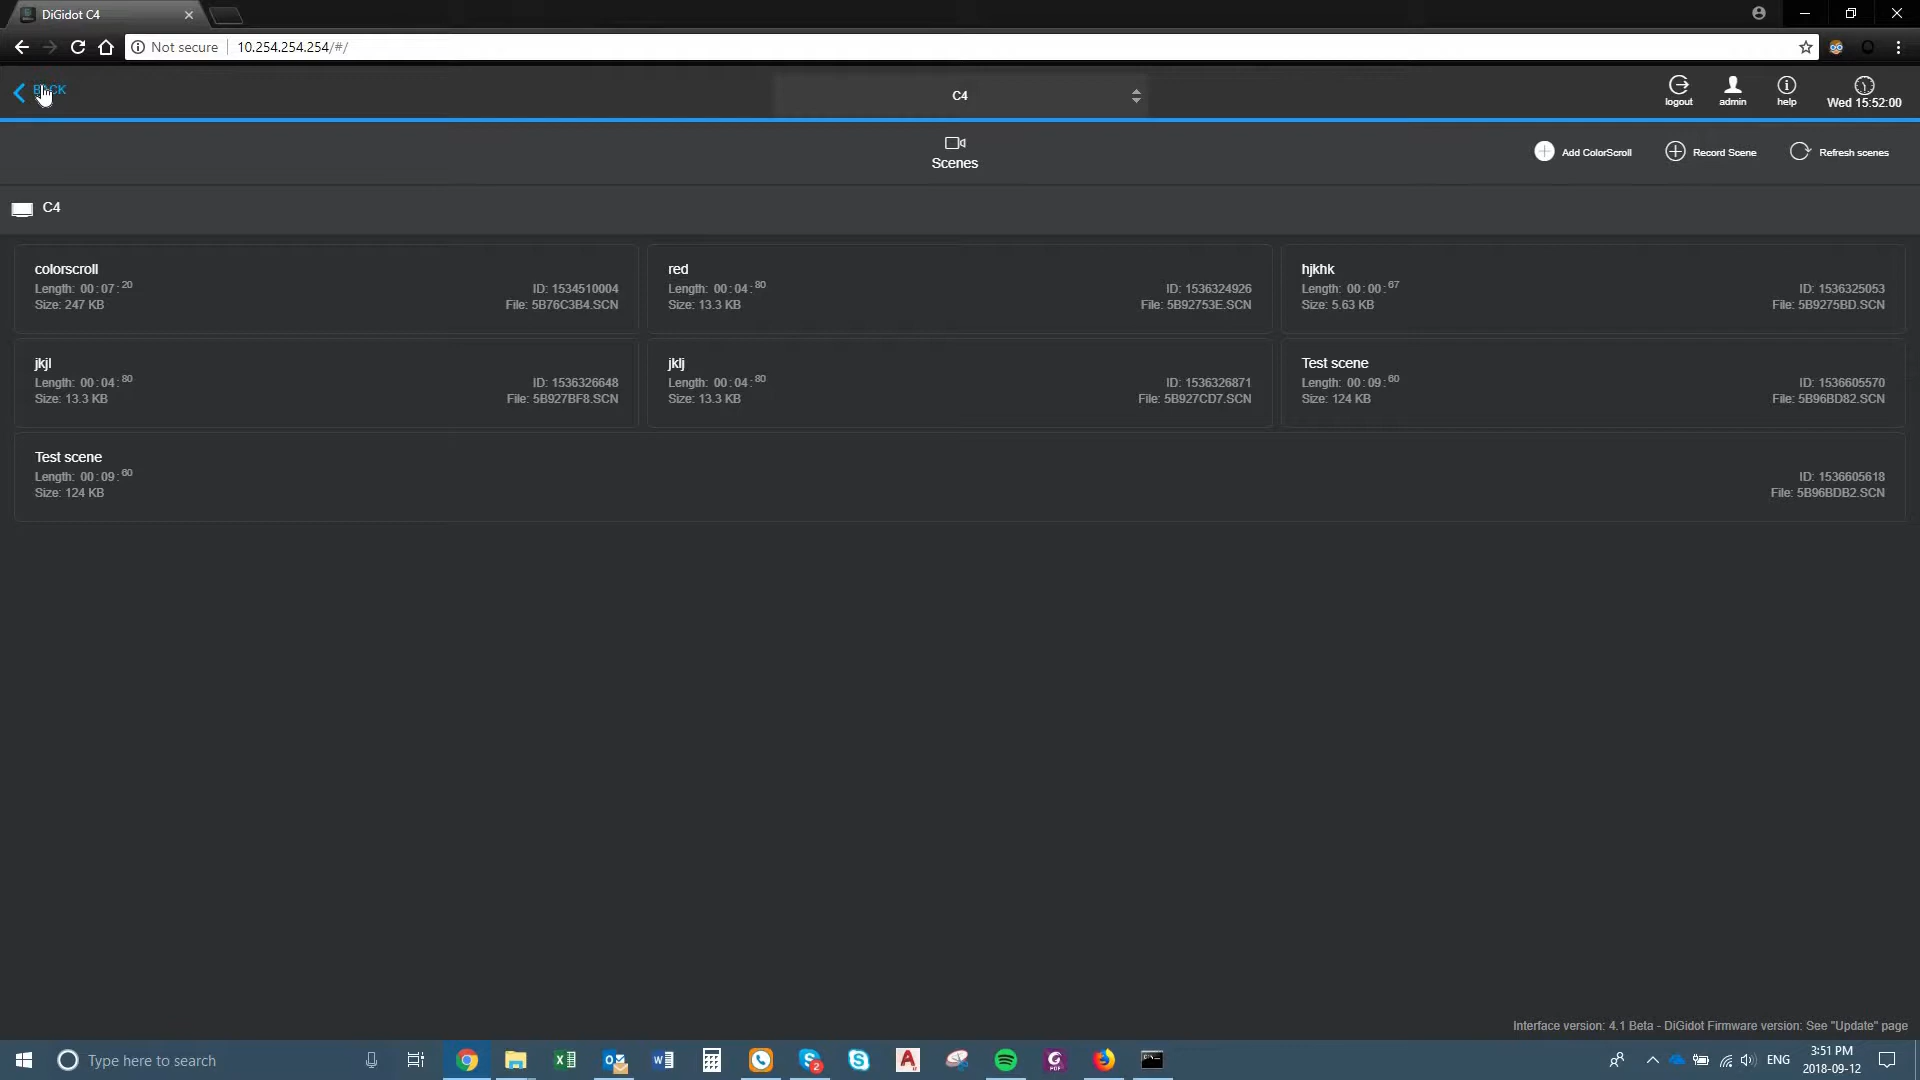 DiGidot C4
Not secure
10.254.254.254/#/
BACK
C4
logout
admin
help
Wed 15:52:00
Scenes
Add ColorScroll
Record Scene
Refresh scenes
C4
colorscroll
Length: 00:07:20
ID: 1534510004
Size: 247 KB
File: 5B76C3B4.SCN
red
Length: 00:04:80
ID: 1536324926
Size: 13.3 KB
File: 5B92753E.SCN
hjkhk
Length: 00:00:67
ID: 1536325053
Size: 5.63 KB
File: 5B9275BD.SCN
jkjl
Length: 00:04:80
ID: 1536326648
Size: 13.3 KB
File: 5B927BF8.SCN
jklj
Length: 00:04:80
ID: 1536326871
Size: 13.3 KB
File: 5B927CD7.SCN
Test scene
Length: 00:09:60
ID: 1536605570
Size: 124 KB
File: 5B96BD82.SCN
Test scene
Length: 00:09:60
ID: 1536605618
Size: 124 KB
File: 5B96BDB2.SCN
Interface version: 4.1 Beta - DiGidot Firmware version: See "Update" page
Type here to search
2
ENG
3:51 PM
2018-09-12